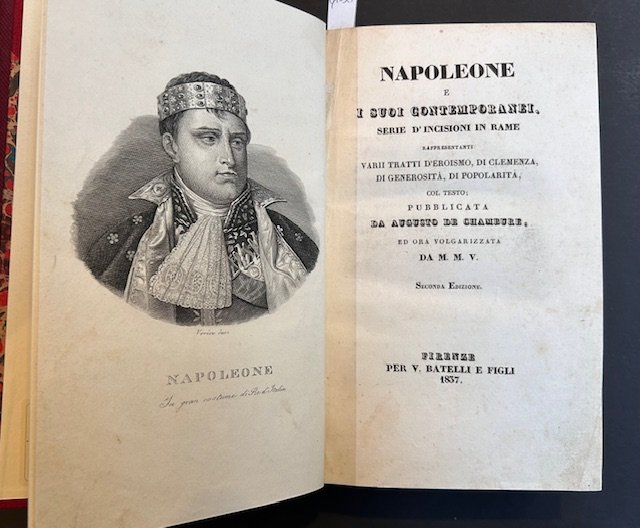 Verico inc.
NAPOLEONE
In gran costume di Re d'Italia
NAPOLEONE
E
I SUOI CONTEMPORANEI,
SERIE D'INCISIONI IN RAME
RAPPRESENTANTI
VARII TRATTI D'EROISMO, DI CLEMENZA,
DI GENEROSITÀ, DI POPOLARITÀ,
COL TESTO;
PUBBLICATA
DA AUGUSTO DE CHAMBURE,
ED ORA VOLGARIZZATA
DA M. M. V.
SECONDA EDIZIONE.
FIRENZE
PER V. BATELLI E FIGLI
1837.